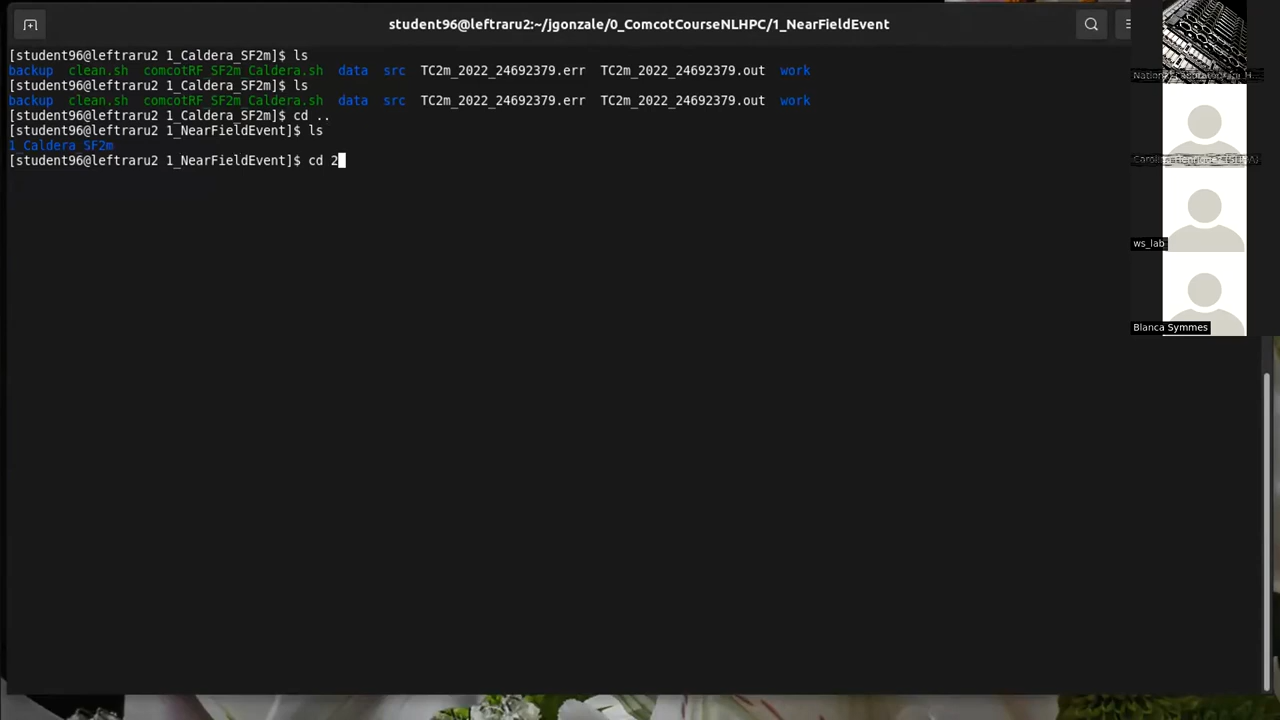 student96@leftraru2:~/jgonzale/0_ComcotCourseNLHPC/1_NearFieldEvent
[student96@leftraru2 1_Caldera_SF2m]$ ls
backup clean.sh comcotRF_SF2m_Caldera.sh data src TC2m_2022_24692379.err TC2m_2022_24692379.out work
[student96@leftraru2 1_Caldera_SF2m]$ ls
backup clean.sh comcotRF_SF2m_Caldera.sh data src TC2m_2022_24692379.err TC2m_2022_24692379.out work
[student96@leftraru2 1_Caldera_SF2m]$ cd ..
[student96@leftraru2 1_NearFieldEvent]$ ls
1_Caldera_SF2m
[student96@leftraru2 1_NearFieldEvent]$ cd 2
ws_lab
Blanca Symmes